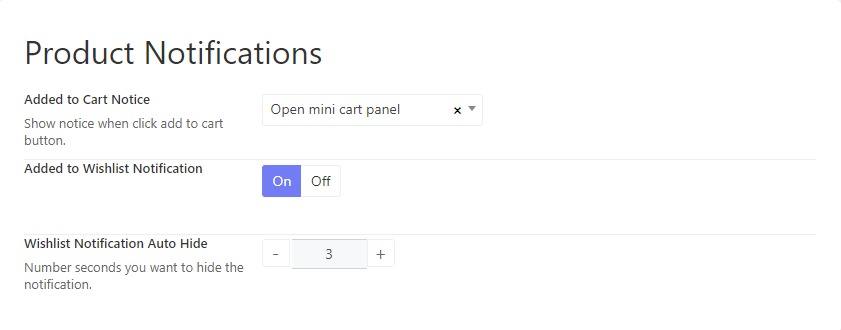 Product Notifications
Added to Cart Notice
Show notice when click add to cart
button.
Open mini cart panel × 
Added to Wishlist Notification
On Off
Wishlist Notification Auto Hide
Number seconds you want to hide the
notification.
- 3 +